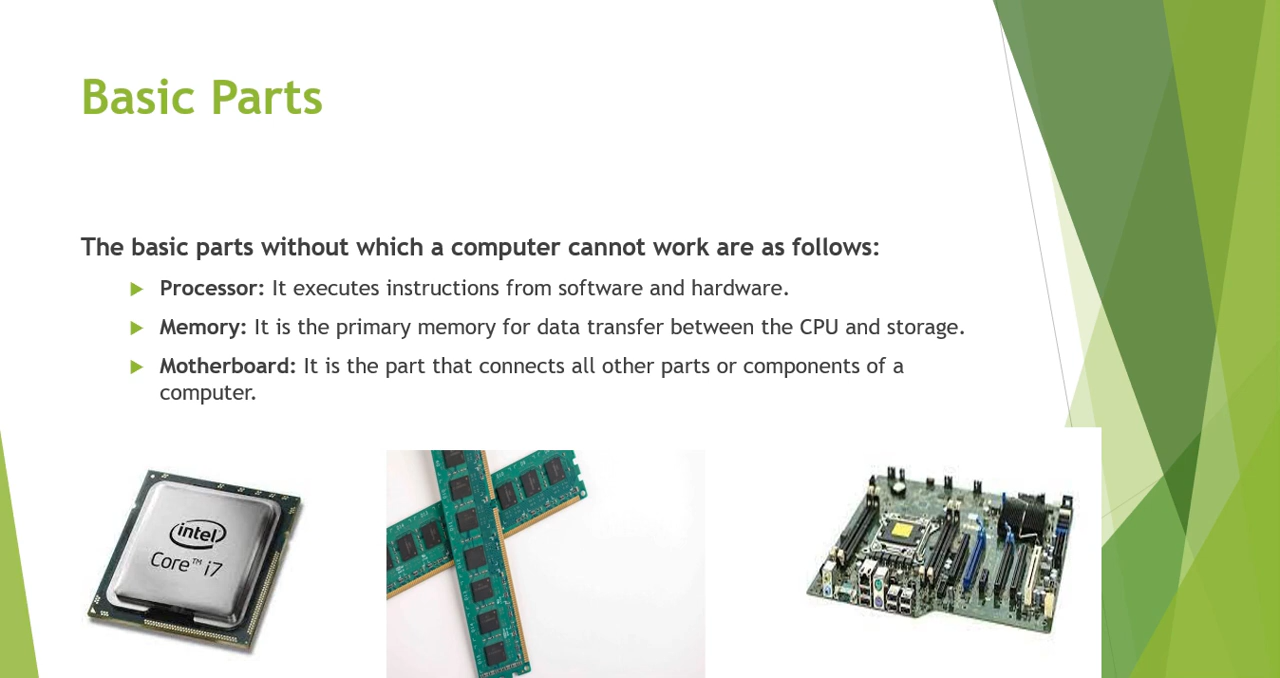 Basic Parts
The basic parts without which a computer cannot work are as follows:
Processor: It executes instructions from software and hardware.
Memory: It is the primary memory for data transfer between the CPU and storage.
Motherboard: It is the part that connects all other parts or components of a
computer.
intel
Core™ i7